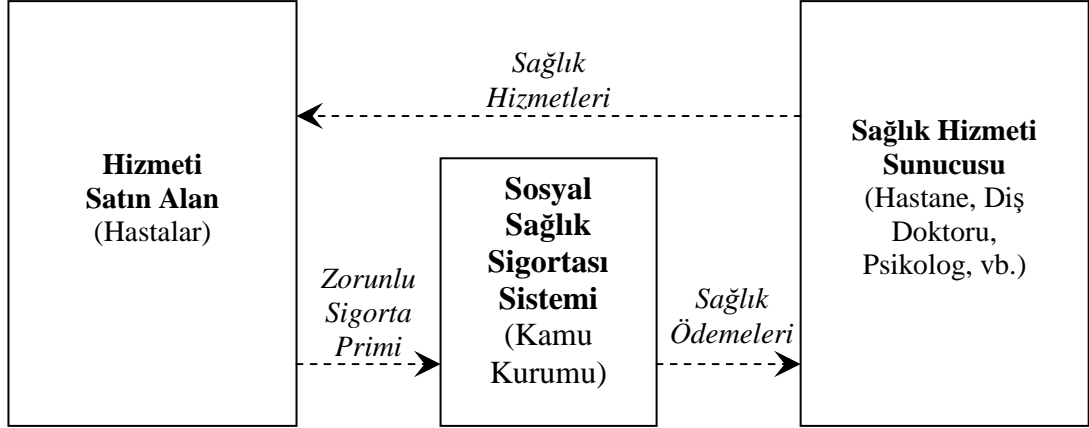 Hizmeti
Satın Alan
(Hastalar)
Sağlık
Hizmetleri
Zorunlu
Sigorta
Primi
Sosyal
Sağlık
Sigortası
Sistemi
(Kamu
Kurumu)
Sağlık
Ödemeleri
Sağlık Hizmeti
Sunucusu
(Hastane, Diş
Doktoru,
Psikolog, vb.)